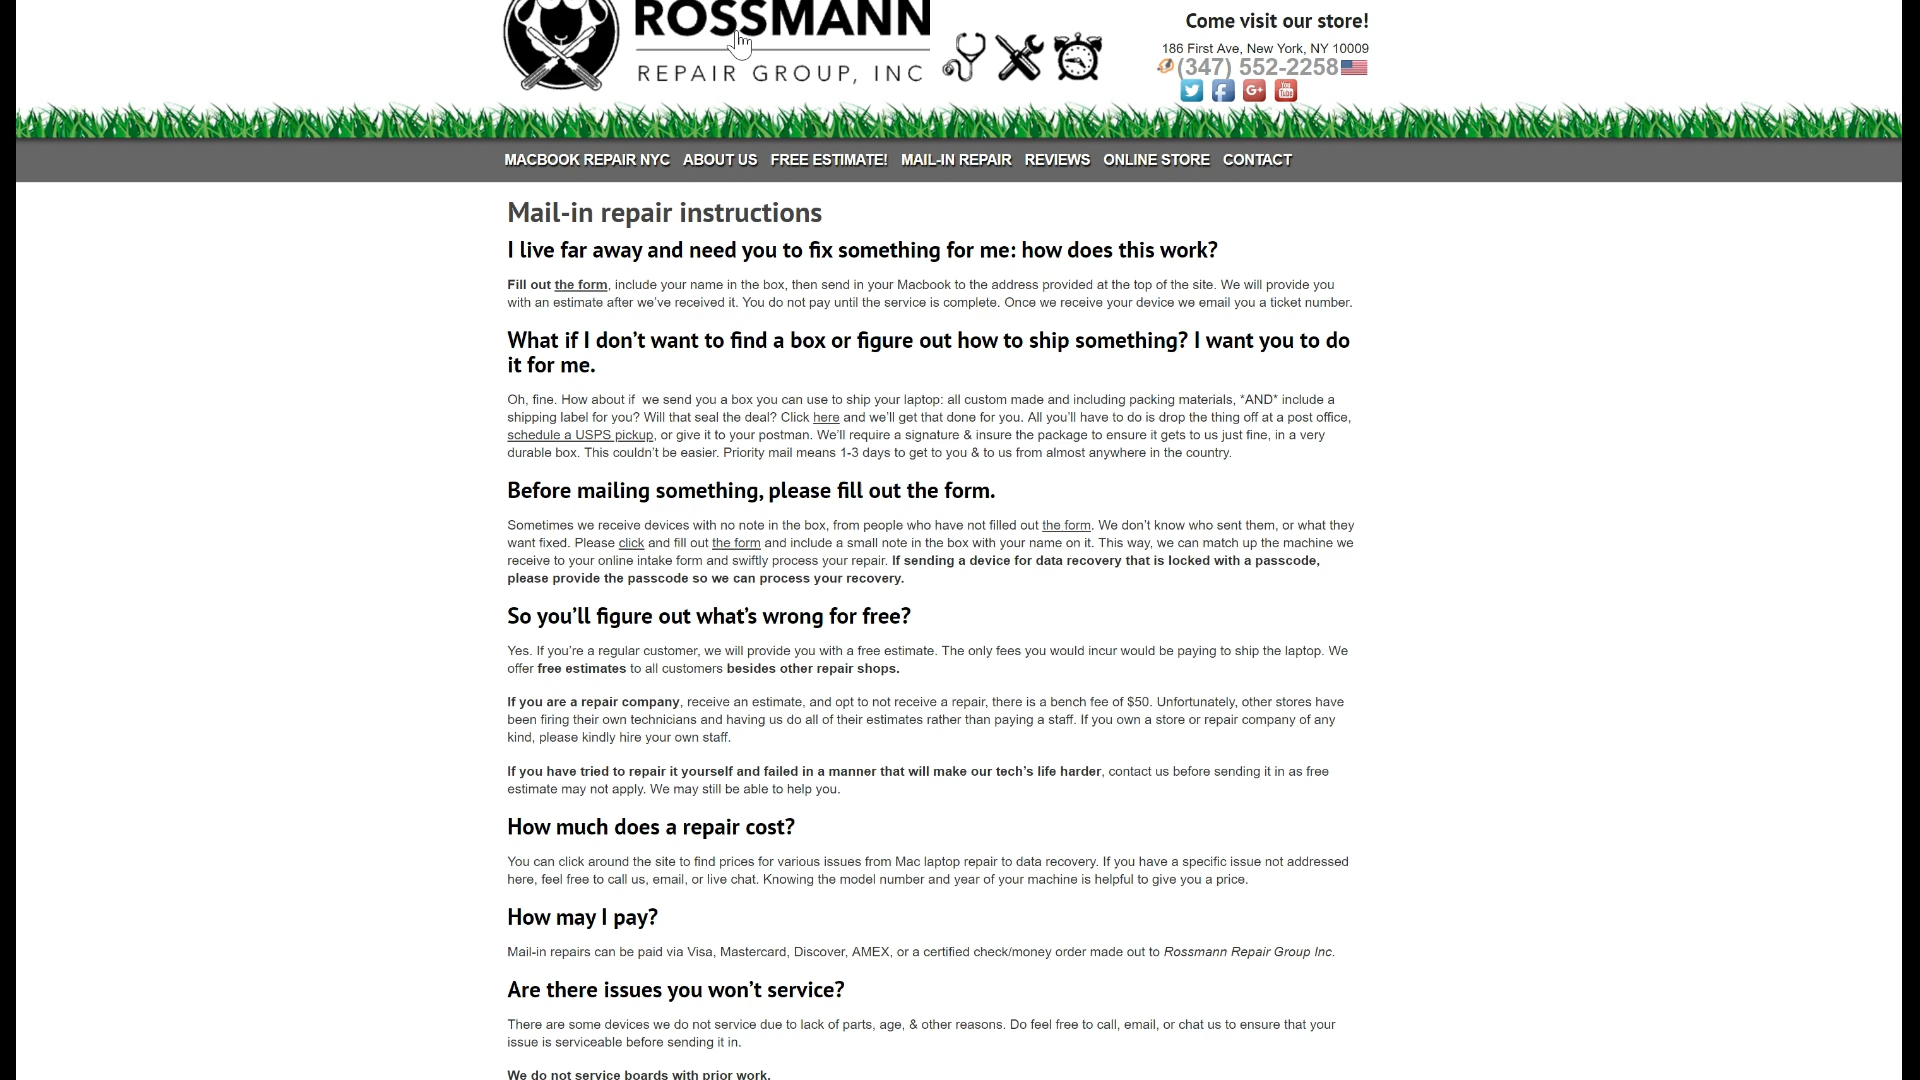 ROSSMANN
REPAIR GROUP, INC
Come visit our store!
186 First Ave, New York, NY 10009
(347) 552-2258
MACBOOK REPAIR NYC ABOUT US FREE ESTIMATE! MAIL-IN REPAIR REVIEWS ONLINE STORE CONTACT
Mail-in repair instructions
I live far away and need you to fix something for me: how does this work?
Fill out the form, include your name in the box, then send in your Macbook to the address provided at the top of the site. We will provide you
with an estimate after we've received it. You do not pay until the service is complete. Once we receive your device we email you a ticket number.
What if I don't want to find a box or figure out how to ship something? I want you to do
it for me.
Oh, fine. How about if  we send you a box you can use to ship your laptop: all custom made and including packing materials, *AND* include a
shipping label for you? Will that seal the deal? Click here and we'll get that done for you. All you'll have to do is drop the thing off at a post office,
schedule a USPS pickup, or give it to your postman. We'll require a signature & insure the package to ensure it gets to us just fine, in a very
durable box. This couldn't be easier. Priority mail means 1-3 days to get to you & to us from almost anywhere in the country.
Before mailing something, please fill out the form.
Sometimes we receive devices with no note in the box, from people who have not filled out the form. We don't know who sent them, or what they
want fixed. Please click and fill out the form and include a small note in the box with your name on it. This way, we can match up the machine we
receive to your online intake form and swiftly process your repair. If sending a device for data recovery that is locked with a passcode,
please provide the passcode so we can process your recovery.
So you'll figure out what's wrong for free?
Yes. If you're a regular customer, we will provide you with a free estimate. The only fees you would incur would be paying to ship the laptop. We
offer free estimates to all customers besides other repair shops.
If you are a repair company, receive an estimate, and opt to not receive a repair, there is a bench fee of $50. Unfortunately, other stores have
been firing their own technicians and having us do all of their estimates rather than paying a staff. If you own a store or repair company of any
kind, please kindly hire your own staff.
If you have tried to repair it yourself and failed in a manner that will make our tech's life harder, contact us before sending it in as free
estimate may not apply. We may still be able to help you.
How much does a repair cost?
You can click around the site to find prices for various issues from Mac laptop repair to data recovery. If you have a specific issue not addressed
here, feel free to call us, email, or live chat. Knowing the model number and year of your machine is helpful to give you a price.
How may I pay?
Mail-in repairs can be paid via Visa, Mastercard, Discover, AMEX, or a certified check/money order made out to Rossmann Repair Group Inc.
Are there issues you won't service?
There are some devices we do not service due to lack of parts, age, & other reasons. Do feel free to call, email, or chat us to ensure that your
issue is serviceable before sending it in.
We do not service boards with prior work.